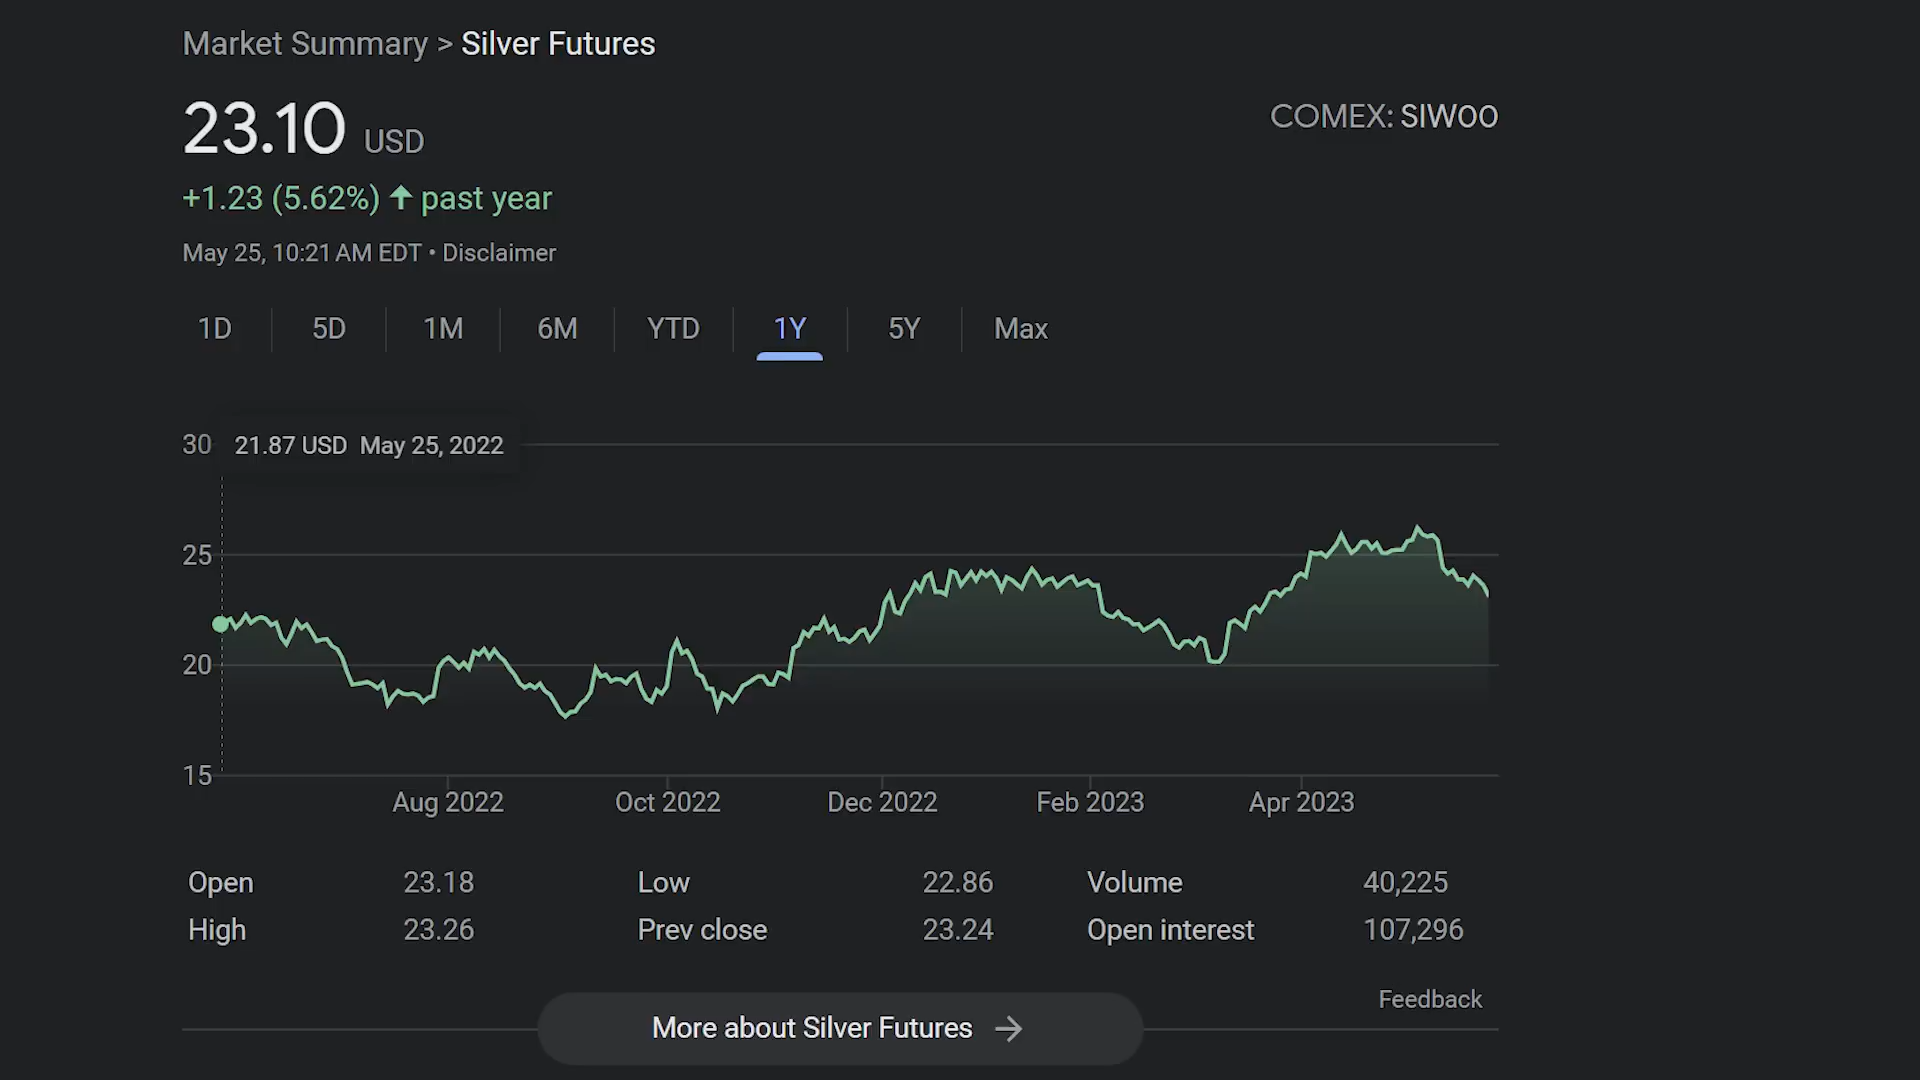 Market Summary > Silver Futures
23.10 USD
COMEX: SIW00
+1.23 (5.62%) ↑ past year
May 25, 10:21 AM EDT • Disclaimer
1D 5D 1M 6M YTD 1Y 5Y Max
30
21.87 USD May 25, 2022
25
20
15
Aug 2022 Oct 2022 Dec 2022 Feb 2023 Apr 2023
Open 23.18 Low 22.86 Volume 40,225
High 23.26 Prev close 23.24 Open interest 107,296
Feedback
More about Silver Futures →